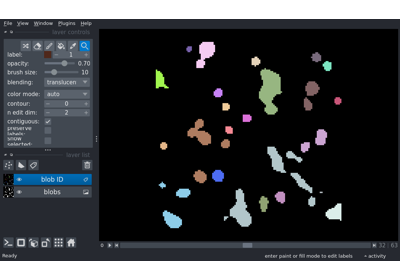 File View Window Plugins Help
layer controls
label: 1
opacity: 0.70
brush size: 10
blending: translucen
color mode: auto
contour: 0
n edit dim: 2
contiguous:
preserve
labels:
show
selected:
layer list
blob ID
blobs
0 32 63
Ready enter paint or fill mode to edit labels activity